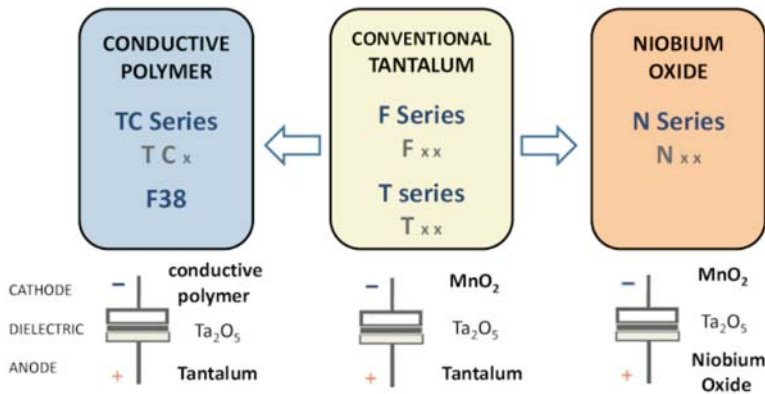 CONDUCTIVE
POLYMER
TC Series
T C x
F38
CONVENTIONAL
TANTALUM
F Series
F x x
T series
T x x
NIOBIUM
OXIDE
N Series
N x x
CATHODE
DIELECTRIC
ANODE
−
conductive
polymer
Ta₂O₅
+
Tantalum
−
MnO₂
Ta₂O₅
+
Tantalum
−
MnO₂
Ta₂O₅
+
Niobium
Oxide